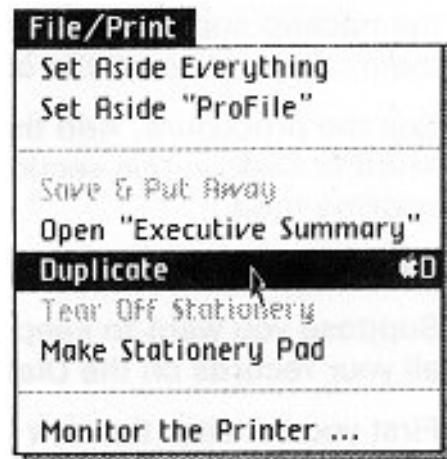 File/Print
Set Aside Everything
Set Aside "ProFile"
Save & Put Away
Open "Executive Summary"
Duplicate D
Tear Off Stationery
Make Stationery Pad
Monitor the Printer ...